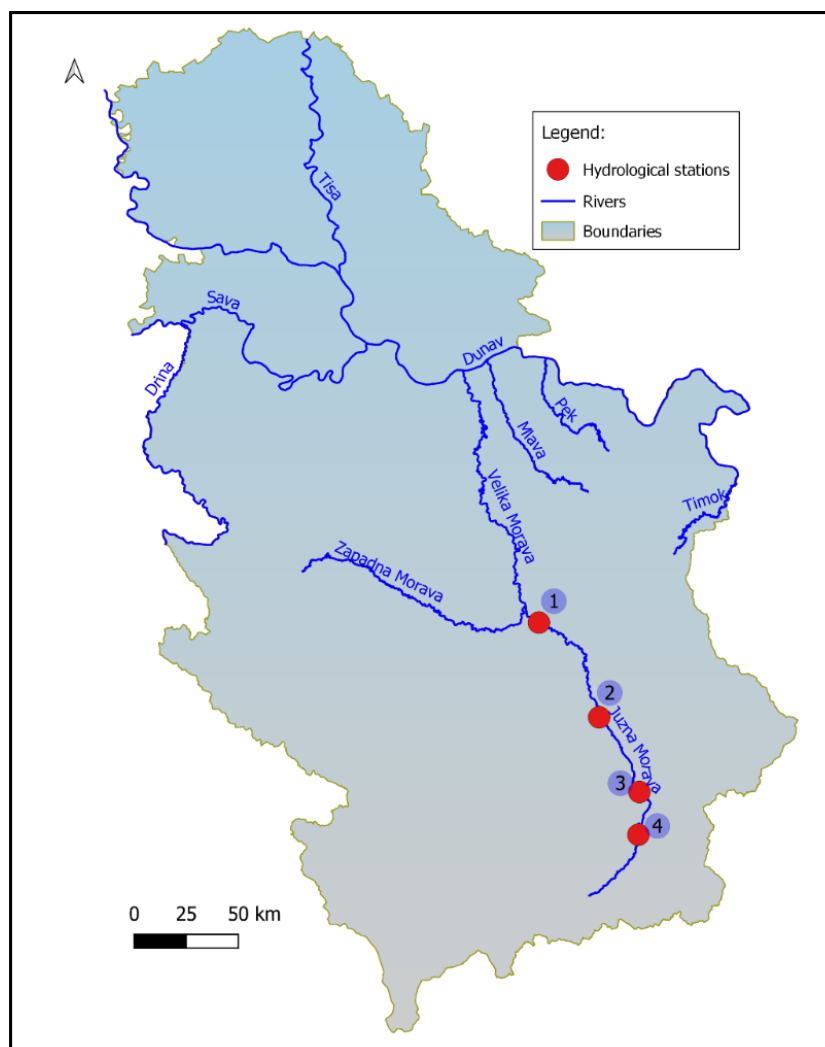 Legend:
Hydrological stations
Rivers
Boundaries
Tisa
Sava
Drina
Dunav
Pek
Mlava
Velika Morava
Timok
Zapadna Morava
1
2
Juzna Morava
3
4
0 25 50 km